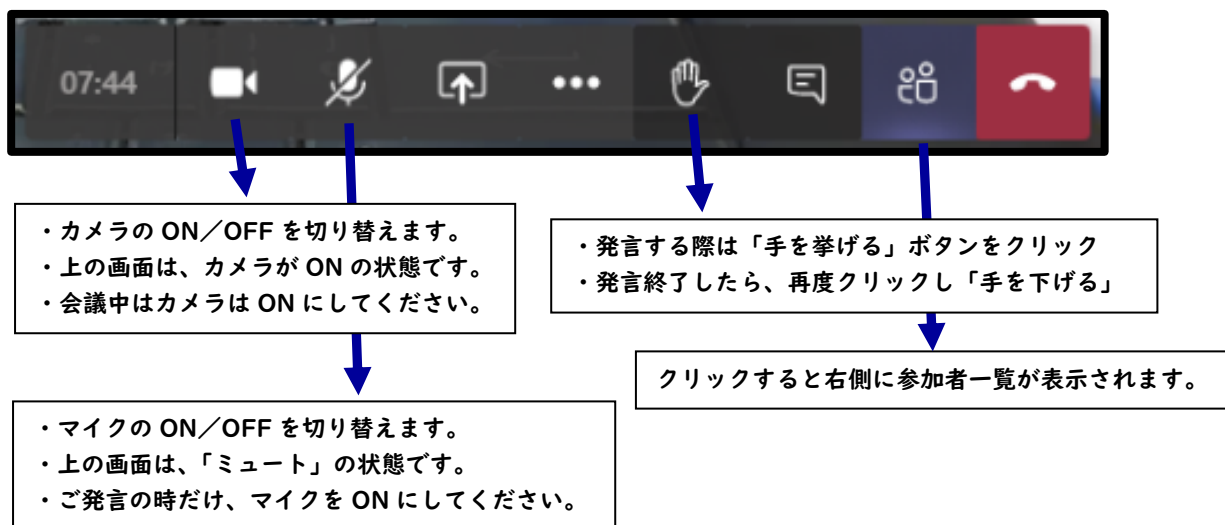 07:44
・カメラの ON／OFF を切り替えます。
・上の画面は、カメラが ON の状態です。
・会議中はカメラは ON にしてください。
・発言する際は「手を挙げる」ボタンをクリック
・発言終了したら、再度クリックし「手を下げる」
クリックすると右側に参加者一覧が表示されます。
・マイクの ON／OFF を切り替えます。
・上の画面は、「ミュート」の状態です。
・ご発言の時だけ、マイクを ON にしてください。